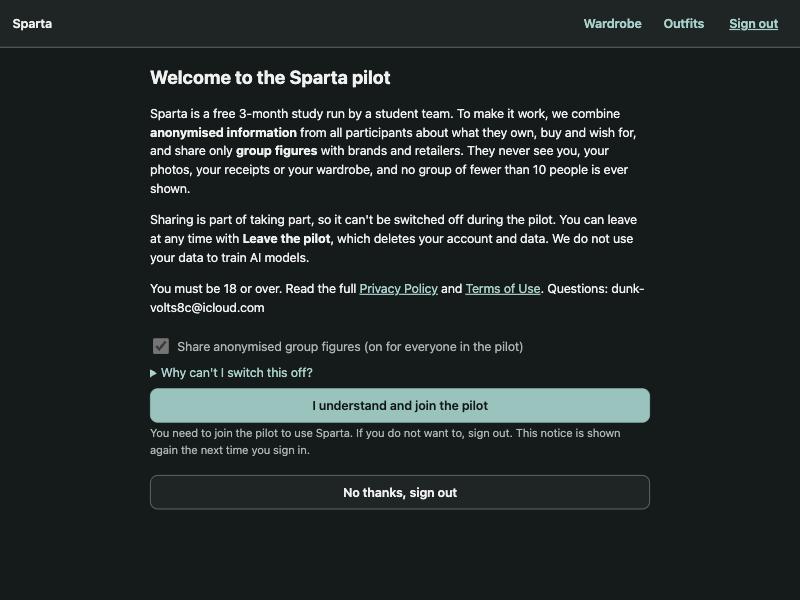 Sparta
Wardrobe Outfits Sign out
Welcome to the Sparta pilot
Sparta is a free 3-month study run by a student team. To make it work, we combine
anonymised information from all participants about what they own, buy and wish for,
and share only group figures with brands and retailers. They never see you, your
photos, your receipts or your wardrobe, and no group of fewer than 10 people is ever
shown.
Sharing is part of taking part, so it can't be switched off during the pilot. You can leave
at any time with Leave the pilot, which deletes your account and data. We do not use
your data to train AI models.
You must be 18 or over. Read the full Privacy Policy and Terms of Use. Questions: dunk-
volts8c@icloud.com
Share anonymised group figures (on for everyone in the pilot)
Why can't I switch this off?
I understand and join the pilot
You need to join the pilot to use Sparta. If you do not want to, sign out. This notice is shown
again the next time you sign in.
No thanks, sign out